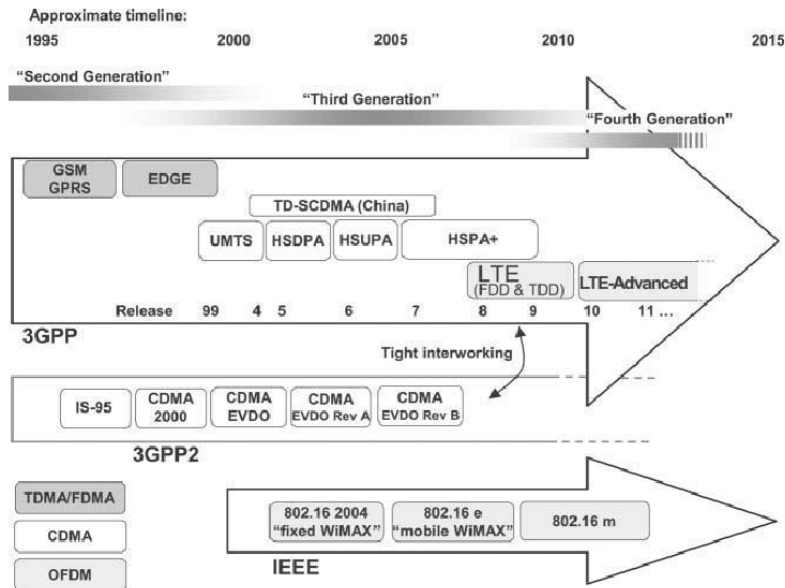 Approximate timeline:
1995 2000 2005 2010 2015
“Second Generation”
“Third Generation”
“Fourth Generation”
GSM
GPRS
EDGE
TD-SCDMA (China)
UMTS HSDPA HSUPA HSPA+
LTE
(FDD & TDD)
LTE-Advanced
Release 99 4 5 6 7 8 9 10 11 ...
3GPP
Tight interworking
IS-95
CDMA
2000
CDMA
EVDO
CDMA
EVDO Rev A
CDMA
EVDO Rev B
3GPP2
TDMA/FDMA
CDMA
OFDM
802.16 2004
“fixed WiMAX”
802.16 e
“mobile WiMAX”
802.16 m
IEEE